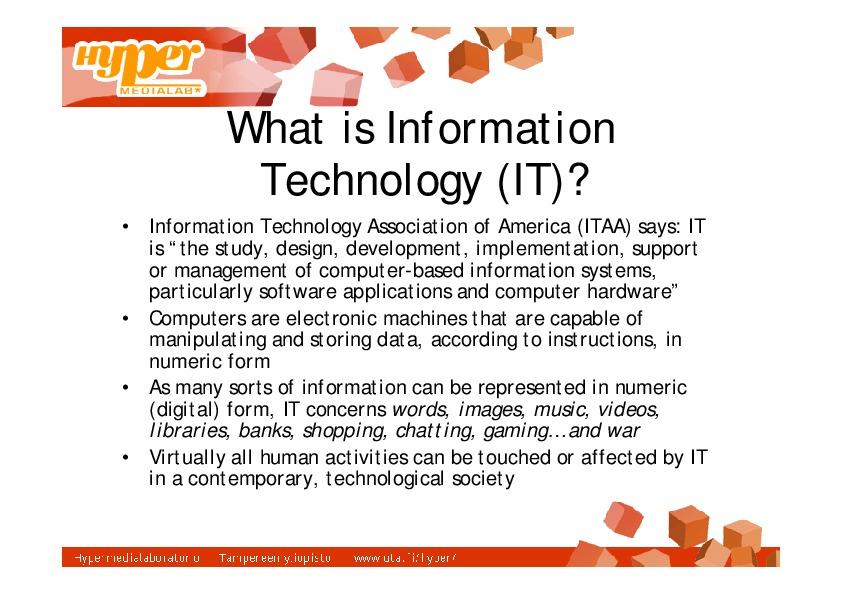 Hyper
MEDIALAB*
What is Information
Technology (IT)?
• Information Technology Association of America (ITAA) says: IT
is “the study, design, development, implementation, support
or management of computer-based information systems,
particularly software applications and computer hardware”
• Computers are electronic machines that are capable of
manipulating and storing data, according to instructions, in
numeric form
• As many sorts of information can be represented in numeric
(digital) form, IT concerns words, images, music, videos,
libraries, banks, shopping, chatting, gaming…and war
• Virtually all human activities can be touched or affected by IT
in a contemporary, technological society
Hypermedialaboratorio Tampereen yliopisto www.uta.fi/hyper/